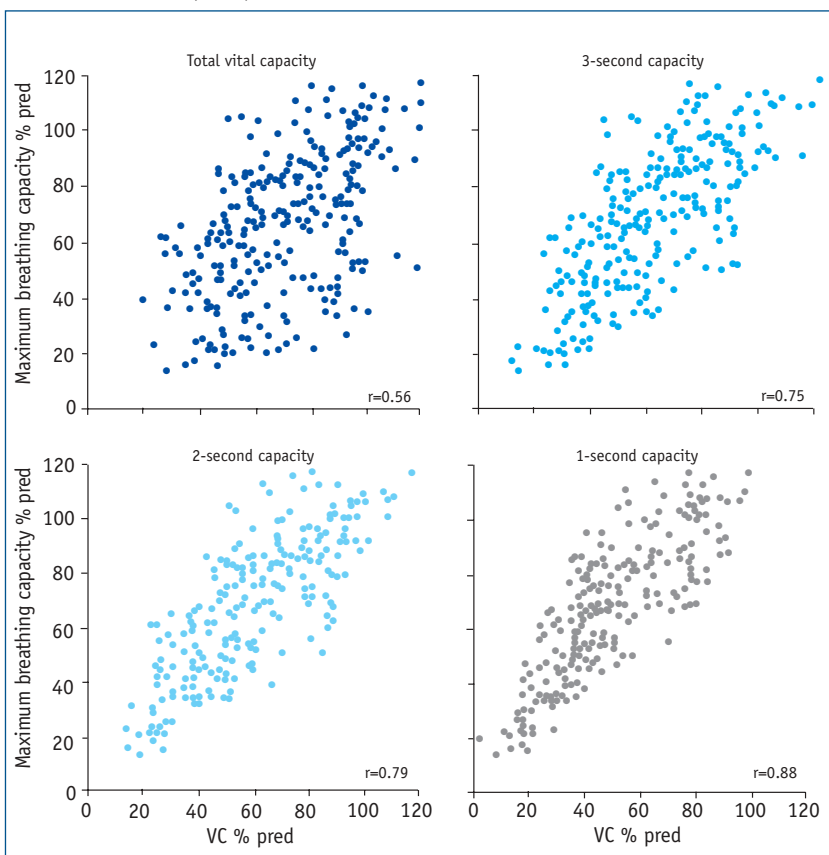 Total vital capacity
3-second capacity
Maximum breathing capacity % pred
120
100
80
60
40
20
0
r=0.56
r=0.75
2-second capacity
1-second capacity
Maximum breathing capacity % pred
120
100
80
60
40
20
0
r=0.79
r=0.88
0 20 40 60 80 100 120
0 20 40 60 80 100 120
VC % pred
VC % pred